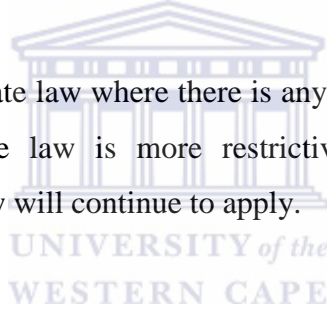 ate law where there is any
e law is more restrictiv
y will continue to apply.
UNIVERSITY of the
WESTERN CAPE